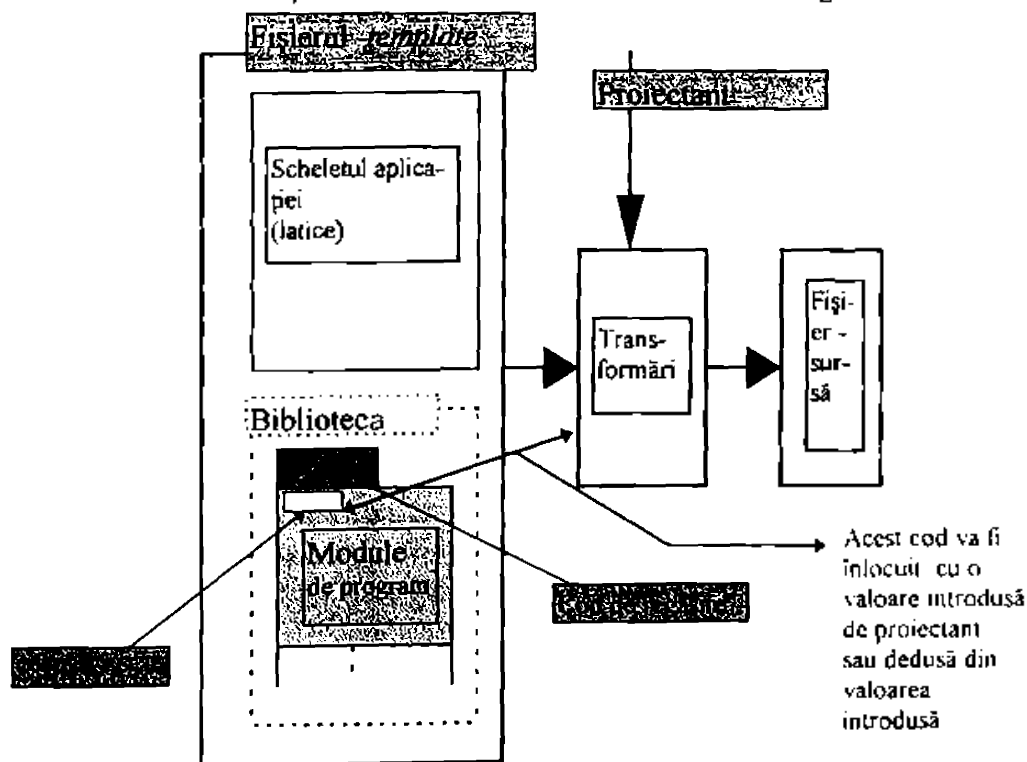 Fişierul template
Proiectant
Scheletul aplica-
ţiei
(latice)
Trans-
formări
Fişi-
er -
sur-
să
Biblioteca
Module
de program
Acest cod va fi
înlocuit cu o
valoare introdusă
de proiectant
sau dedusă din
valoarea
introdusă